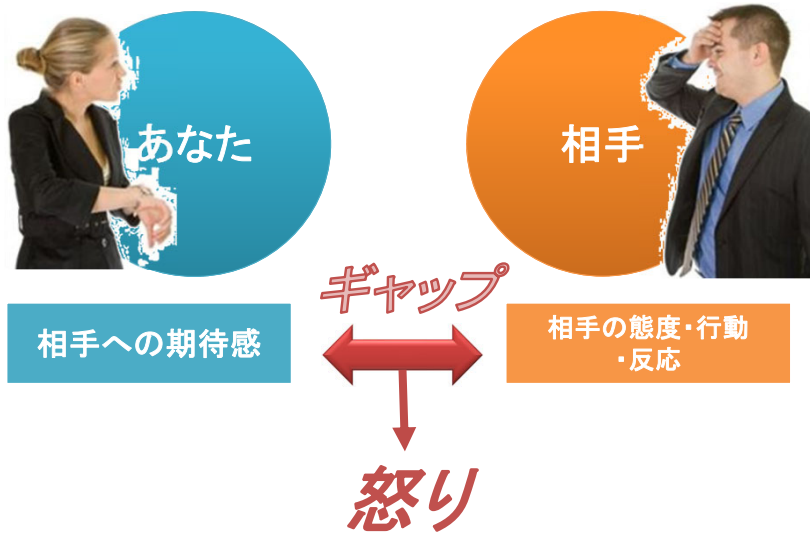 あなた
相手
ギャップ
相手への期待感
相手の態度・行動
・反応
怒り